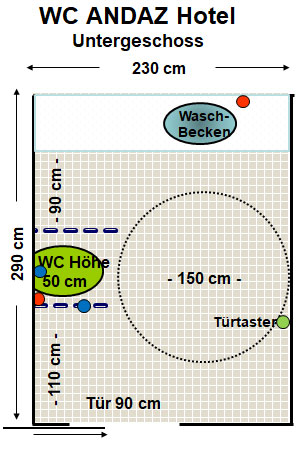 WC ANDAZ Hotel
Untergeschoss
230 cm
Wasch-
Becken
- 90 cm -
290 cm
WC Höhe
50 cm
- 150 cm -
Türtaster
- 110 cm -
Tür 90 cm